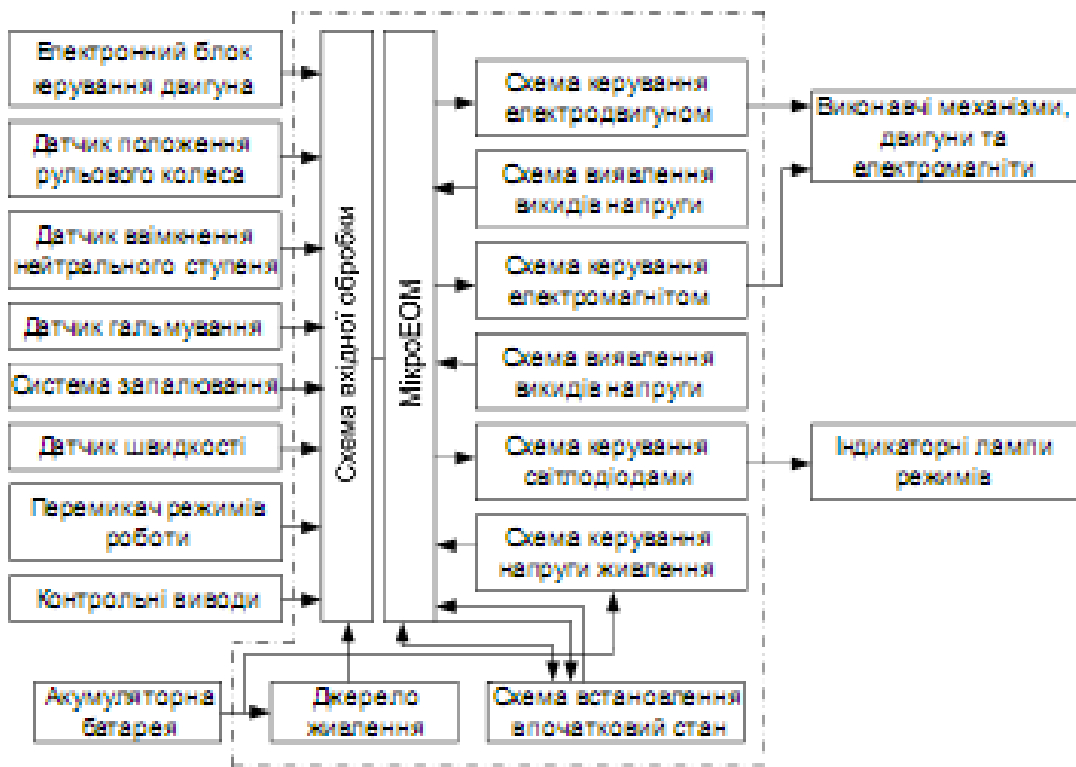 Електронний блок
керування двигуна
Датчик положення
рульового колеса
Датчик ввімкнення
нейтрального ступеня
Датчик гальмування
Система запалювання
Датчик швидкості
Перемикач режимів
роботи
Контрольні виводи
Акумуляторна
батарея
Схема вхідної обробки
МікроЕОМ
Схема керування
електродвигуном
Схема виявлення
викидів напруги
Схема керування
електромагнітом
Схема виявлення
викидів напруги
Схема керування
світлодіодами
Схема керування
напруги живлення
Джерело
живлення
Схема встановлення
впочатковий стан
Виконавчі механізми,
двигуни та
електромагніти
Індикаторні лампи
режимів